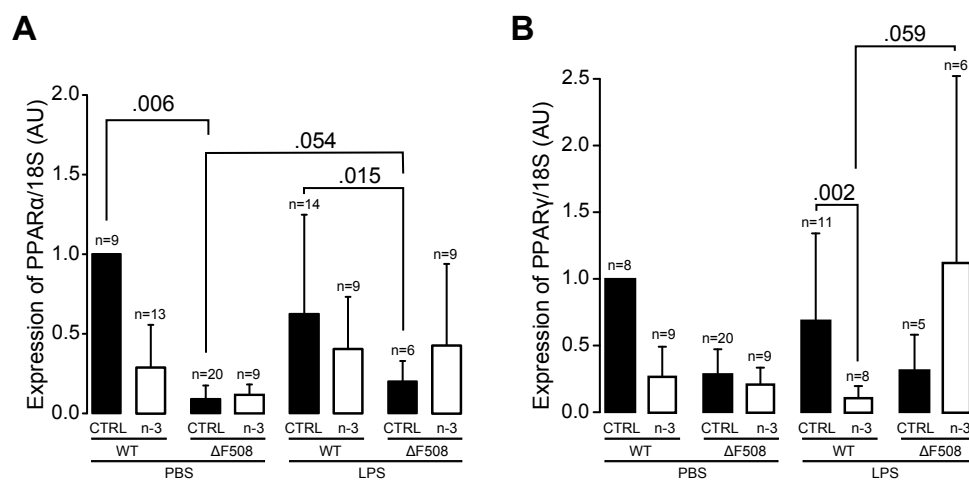 A
Expression of PPARα/18S (AU)
2.0
1.5
1.0
0.5
0.0
.006
.054
.015
n=9
n=13
n=20
n=9
n=14
n=9
n=6
n=9
CTRL n-3 CTRL n-3 CTRL n-3 CTRL n-3
WT ΔF508 WT ΔF508
PBS LPS
B
Expression of PPARγ/18S (AU)
2.5
2.0
1.5
1.0
0.5
0.0
.059
.002
n=8
n=9
n=20
n=9
n=11
n=8
n=5
n=6
CTRL n-3 CTRL n-3 CTRL n-3 CTRL n-3
WT ΔF508 WT ΔF508
PBS LPS